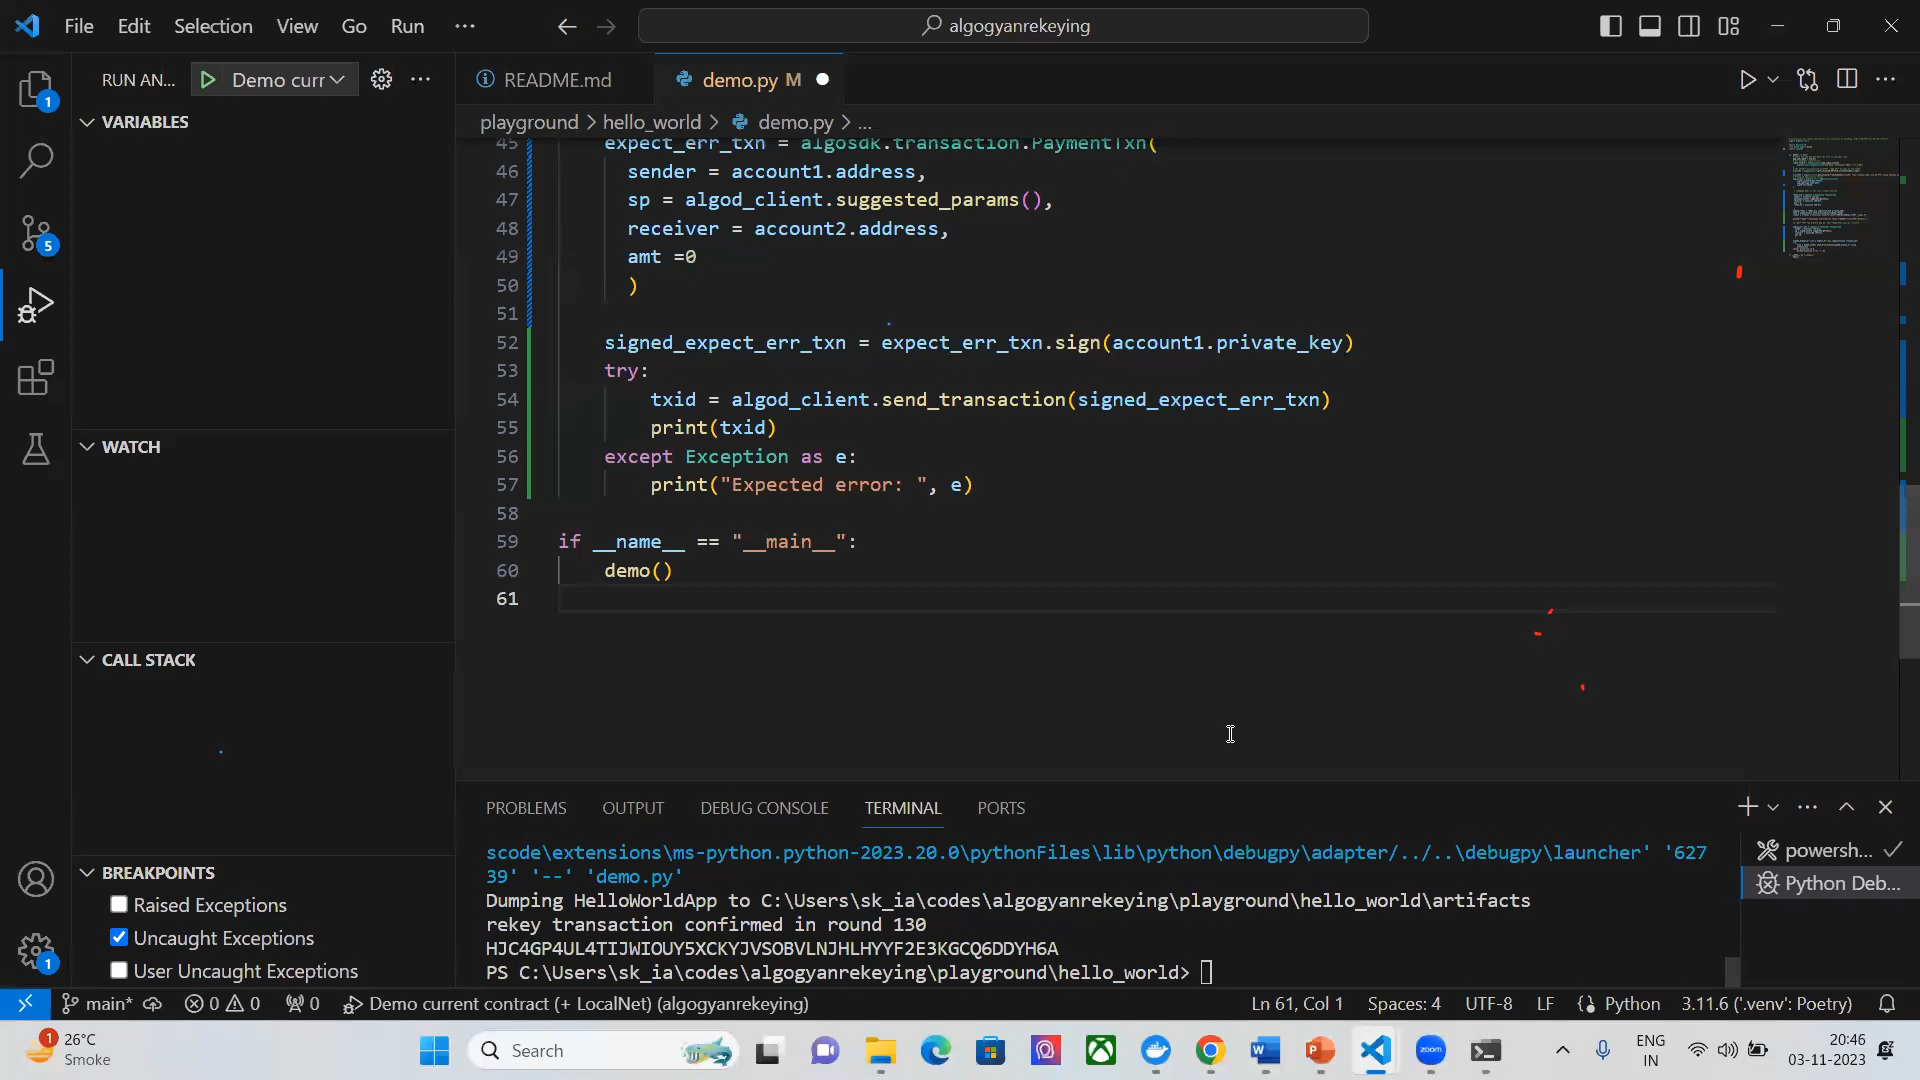 File Edit Selection View Go Run ··· algogyanrekeying
RUN AN... Demo curr ···
README.md demo.py M
playground > hello_world > demo.py > ...
VARIABLES
WATCH
CALL STACK
BREAKPOINTS
Raised Exceptions
Uncaught Exceptions
User Uncaught Exceptions
1
5
1
45 expect_err_txn = algosdk.transaction.PaymentTxn(
46 sender = account1.address,
47 sp = algod_client.suggested_params(),
48 receiver = account2.address,
49 amt =0
50 )
51
52 signed_expect_err_txn = expect_err_txn.sign(account1.private_key)
53 try:
54 txid = algod_client.send_transaction(signed_expect_err_txn)
55 print(txid)
56 except Exception as e:
57 print("Expected error: ", e)
58
59 if __name__ == "__main__":
60 demo()
61
PROBLEMS OUTPUT DEBUG CONSOLE TERMINAL PORTS
scode\extensions\ms-python.python-2023.20.0\pythonFiles\lib\python\debugpy\adapter/../..\debugpy\launcher' '627
39' '--' 'demo.py'
Dumping HelloWorldApp to C:\Users\sk_ia\codes\algogyanrekeying\playground\hello_world\artifacts
rekey transaction confirmed in round 130
HJC4GP4UL4TIJWIOUY5XCKYJVSOBVLNJHLHYYF2E3KGCQ6DDYH6A
PS C:\Users\sk_ia\codes\algogyanrekeying\playground\hello_world>
powersh...
Python Deb...
main* 0 0 0 Demo current contract (+ LocalNet) (algogyanrekeying) Ln 61, Col 1 Spaces: 4 UTF-8 LF Python 3.11.6 ('.venv': Poetry)
1 26°C
Smoke
Search
zoom
ENG
IN
20:46
03-11-2023